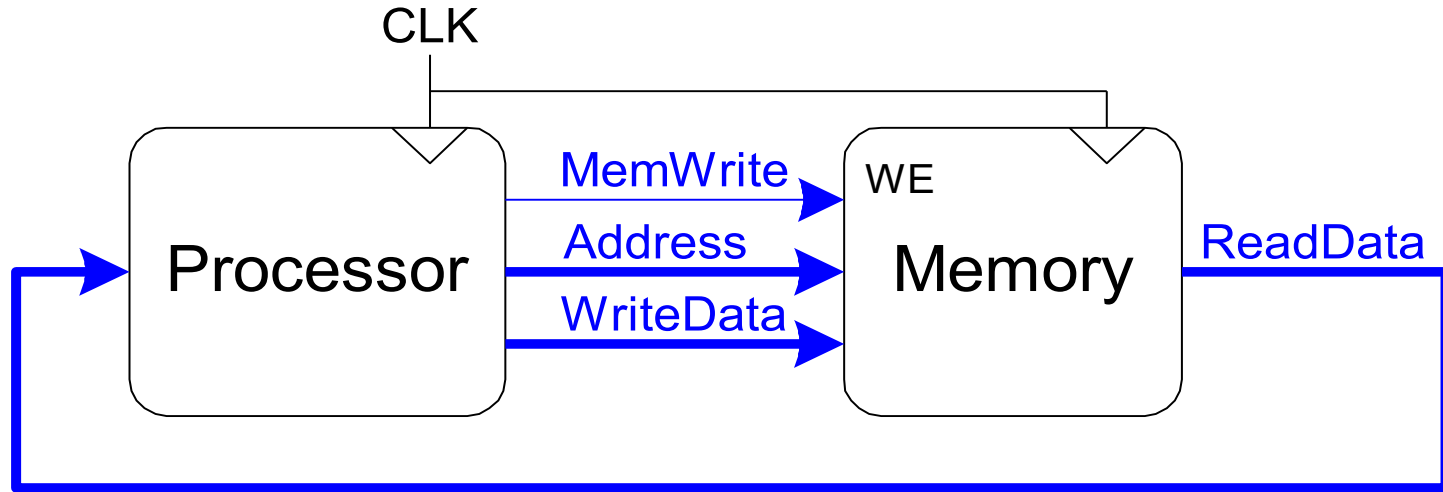 CLK
MemWrite
WE
Address
ReadData
Processor
Memory
WriteData